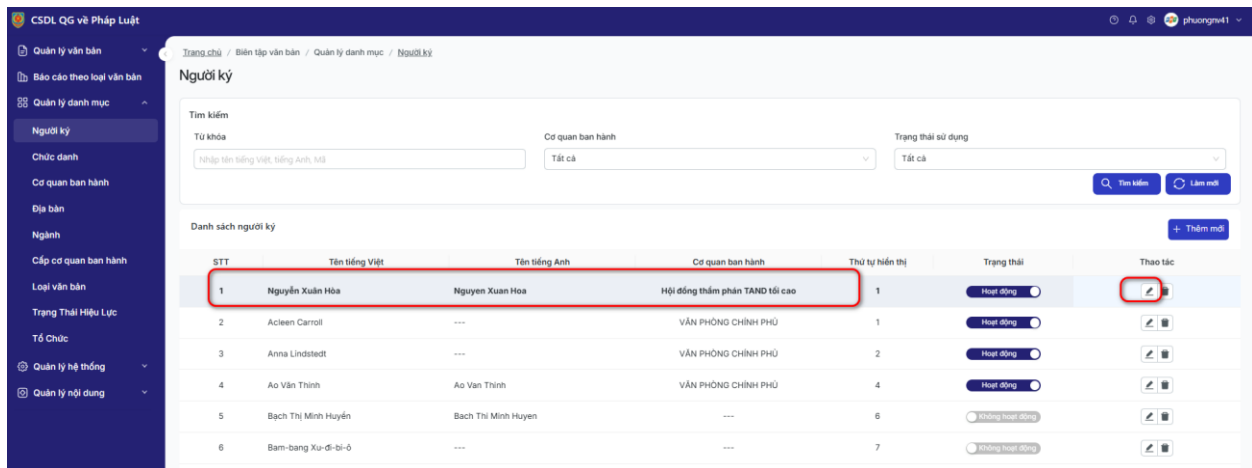 CSDL QG về Pháp Luật
phuongnv41
Quản lý văn bản
Báo cáo theo loại văn bản
Quản lý danh mục
Người ký
Chức danh
Cơ quan ban hành
Địa bàn
Ngành
Cấp cơ quan ban hành
Loại văn bản
Trạng Thái Hiệu Lực
Tổ Chức
Quản lý hệ thống
Quản lý nội dung
Trang chủ / Biên tập văn bản / Quản lý danh mục / Người ký
Người ký
Tìm kiếm
Từ khóa Cơ quan ban hành Trạng thái sử dụng
Nhập tên tiếng Việt, tiếng Anh, Mã Tất cả Tất cả
Tìm kiếm Làm mới
Danh sách người ký
+ Thêm mới
STT Tên tiếng Việt Tên tiếng Anh Cơ quan ban hành Thứ tự hiển thị Trạng thái Thao tác
1 Nguyễn Xuân Hòa Nguyen Xuan Hoa Hội đồng thẩm phán TAND tối cao 1 Hoạt động
2 Acleen Carroll --- VĂN PHÒNG CHÍNH PHỦ 1 Hoạt động
3 Anna Lindstedt --- VĂN PHÒNG CHÍNH PHỦ 2 Hoạt động
4 Ao Văn Thinh Ao Van Thinh VĂN PHÒNG CHÍNH PHỦ 4 Hoạt động
5 Bạch Thị Minh Huyền Bach Thi Minh Huyen --- 6 Không hoạt động
6 Bam-bang Xu-đi-bi-ô --- --- 7 Không hoạt động